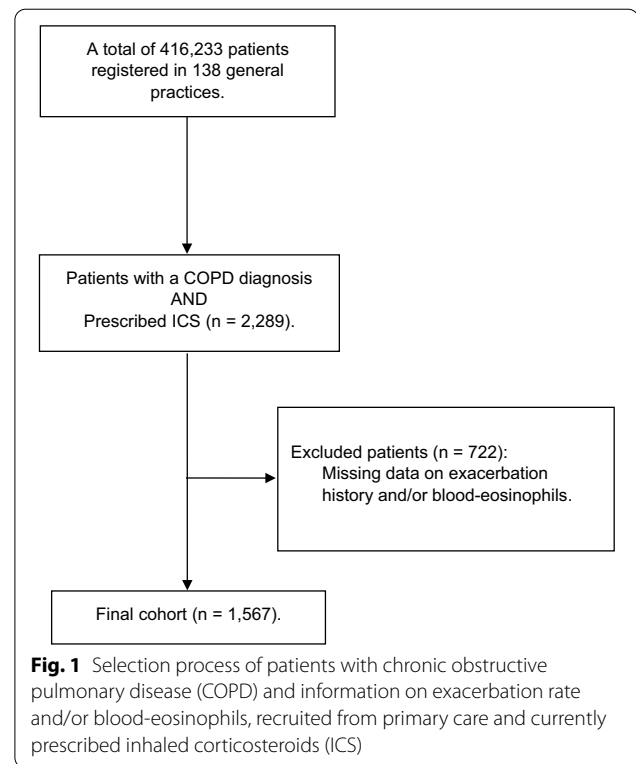 A total of 416,233 patients
registered in 138 general
practices.
Patients with a COPD diagnosis
AND
Prescribed ICS (n = 2,289).
Excluded patients (n = 722):
Missing data on exacerbation
history and/or blood-eosinophils.
Final cohort (n = 1,567).
Fig. 1 Selection process of patients with chronic obstructive
pulmonary disease (COPD) and information on exacerbation rate
and/or blood-eosinophils, recruited from primary care and currently
prescribed inhaled corticosteroids (ICS)